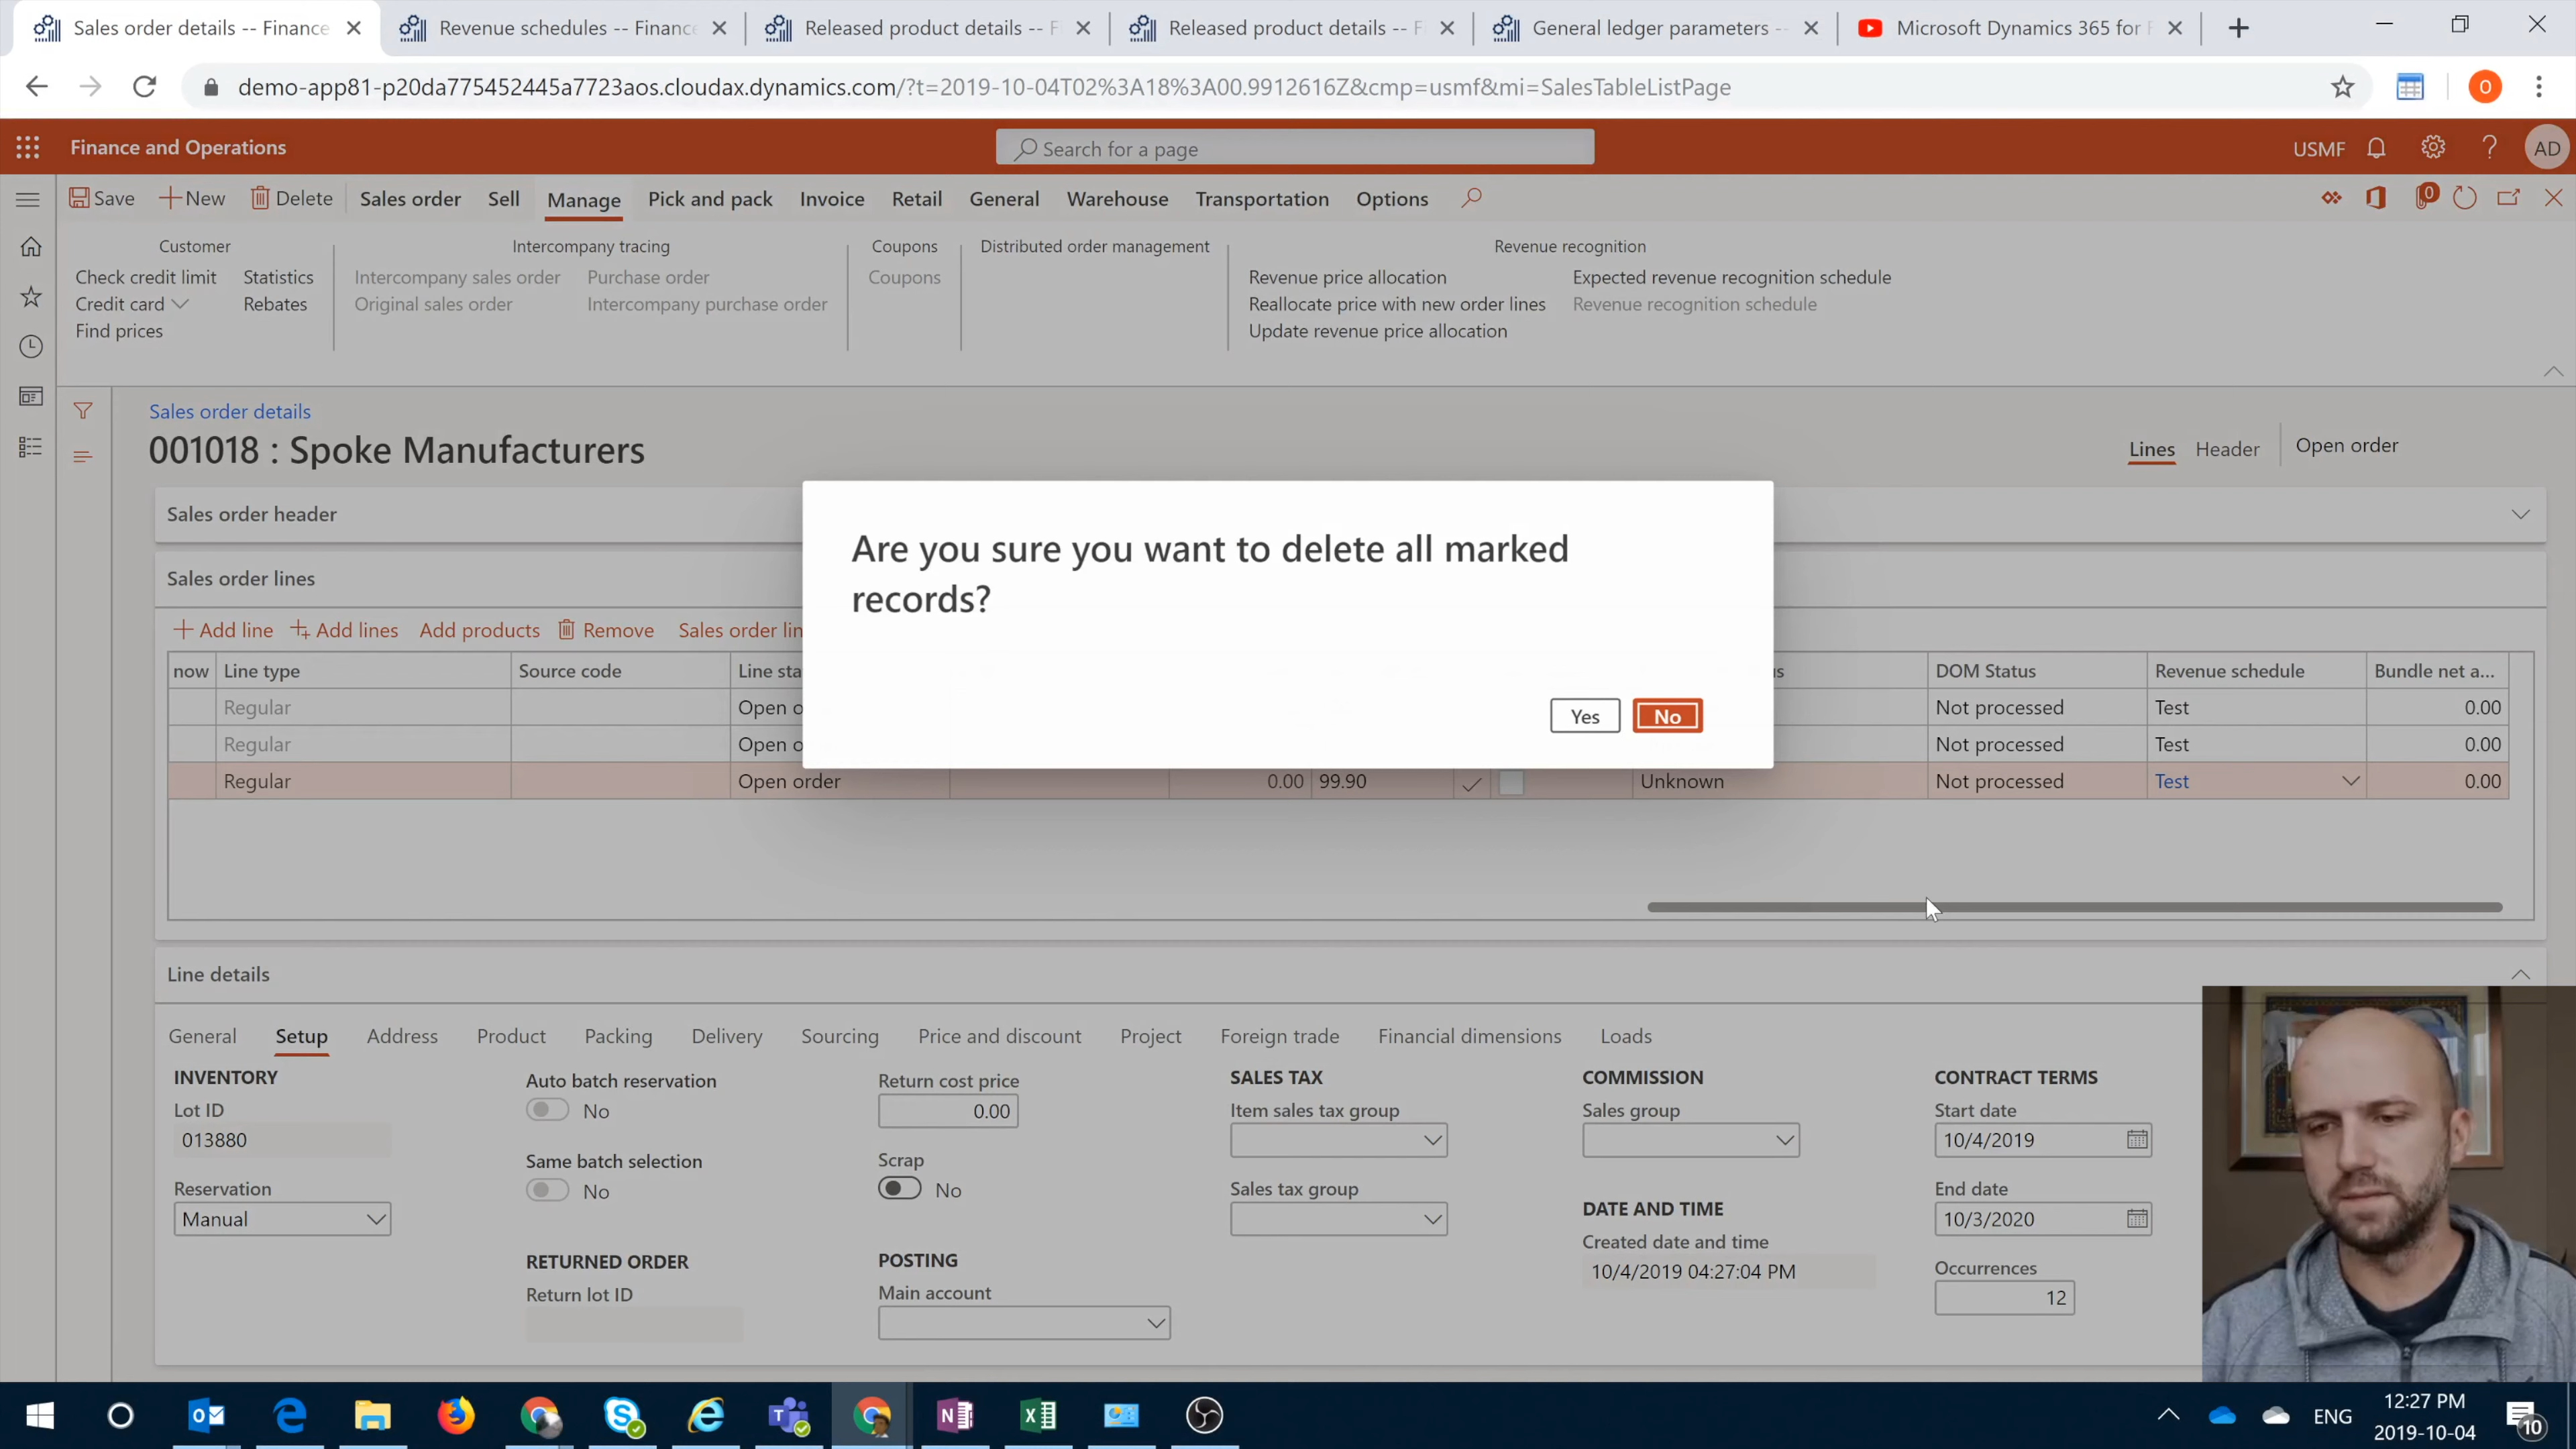 Sales order details -- Finance
Revenue schedules -- Finance
Released product details -- F
Released product details -- F
General ledger parameters --
Microsoft Dynamics 365 for F
demo-app81-p20da775452445a7723aos.cloudax.dynamics.com/?t=2019-10-04T02%3A18%3A00.9912616Z&cmp=usmf&mi=SalesTableListPage
O
Finance and Operations
Search for a page
USMF
AD
Save
New
Delete
Sales order
Sell
Manage
Pick and pack
Invoice
Retail
General
Warehouse
Transportation
Options
0
Customer
Check credit limit
Statistics
Credit card
Rebates
Find prices
Intercompany tracing
Intercompany sales order
Purchase order
Original sales order
Intercompany purchase order
Coupons
Coupons
Distributed order management
Revenue recognition
Revenue price allocation
Expected revenue recognition schedule
Reallocate price with new order lines
Revenue recognition schedule
Update revenue price allocation
Sales order details
001018 : Spoke Manufacturers
Lines
Header
Open order
Sales order header
Sales order lines
Are you sure you want to delete all marked
records?
Yes
No
+ Add line
Add lines
Add products
Remove
Sales order lin
now Line type Source code Line sta s DOM Status Revenue schedule Bundle net a...
Regular Open o Not processed Test 0.00
Regular Open o Not processed Test 0.00
Regular Open order 0.00 99.90 Unknown Not processed Test 0.00
Line details
General
Setup
Address
Product
Packing
Delivery
Sourcing
Price and discount
Project
Foreign trade
Financial dimensions
Loads
INVENTORY
Lot ID
013880
Reservation
Manual
Auto batch reservation
No
Same batch selection
No
RETURNED ORDER
Return lot ID
Return cost price
0.00
Scrap
No
POSTING
Main account
SALES TAX
Item sales tax group
Sales tax group
COMMISSION
Sales group
DATE AND TIME
Created date and time
10/4/2019 04:27:04 PM
CONTRACT TERMS
Start date
10/4/2019
End date
10/3/2020
Occurrences
12
ENG
12:27 PM
2019-10-04
10